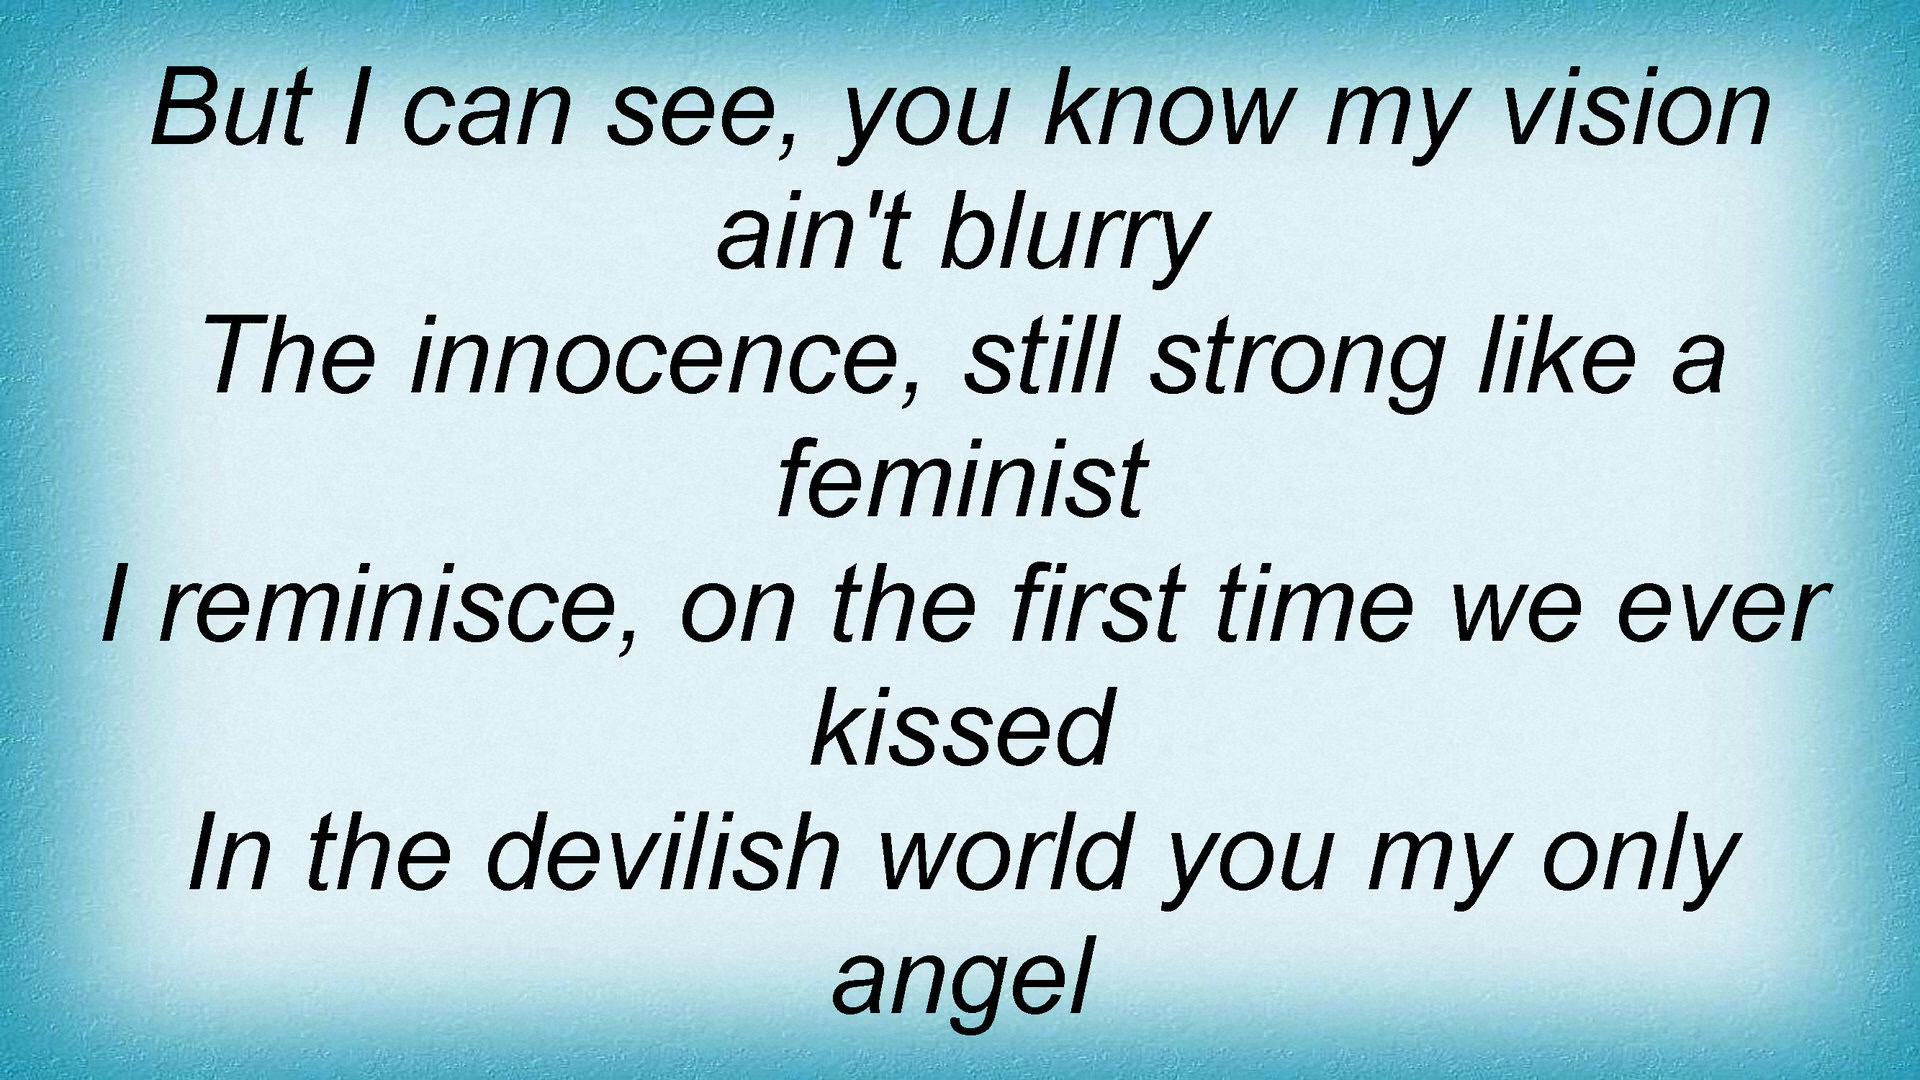 But I can see, you know my vision
ain't blurry
The innocence, still strong like a
feminist
I reminisce, on the first time we ever
kissed
In the devilish world you my only
angel